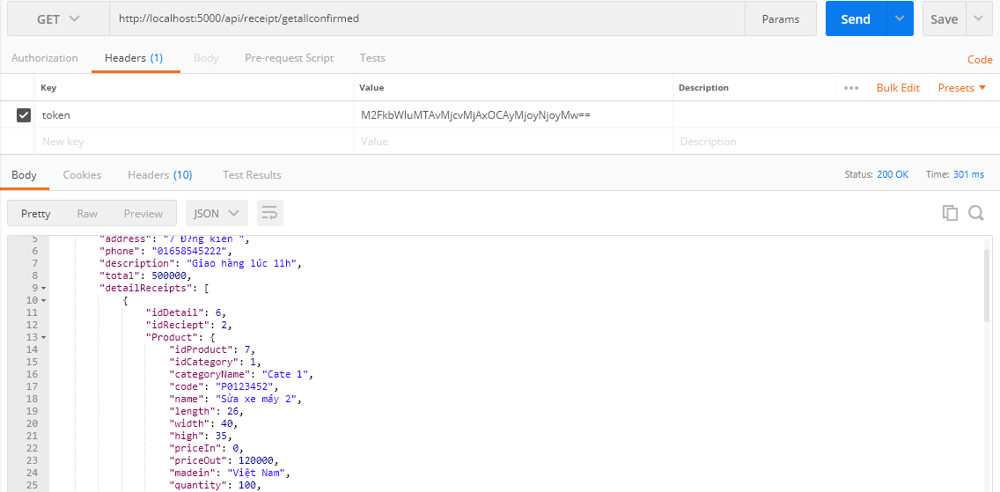 GET http://localhost:5000/api/receipt/getallconfirmed Params Send Save
Authorization Headers (1) Body Pre-request Script Tests Code
Key Value Description ••• Bulk Edit Presets
token M2FkbWluMTAvMjcvMjAxOCAyMjoyNjoyMw==
New key Value Description
Body Cookies Headers (10) Test Results Status: 200 OK Time: 301 ms
Pretty Raw Preview JSON
5 "address": "7 Đ?ng kien ",
6 "phone": "01658545222",
7 "description": "Giao hàng lúc 11h",
8 "total": 500000,
9 "detailReceipts": [
10 {
11 "idDetail": 6,
12 "idReciept": 2,
13 "Product": {
14 "idProduct": 7,
15 "idCategory": 1,
16 "categoryName": "Cate 1",
17 "code": "P0123452",
18 "name": "Sửa xe máy 2",
19 "length": 26,
20 "width": 40,
21 "high": 35,
22 "priceIn": 0,
23 "priceOut": 120000,
24 "madein": "Việt Nam",
25 "quantity": 100,